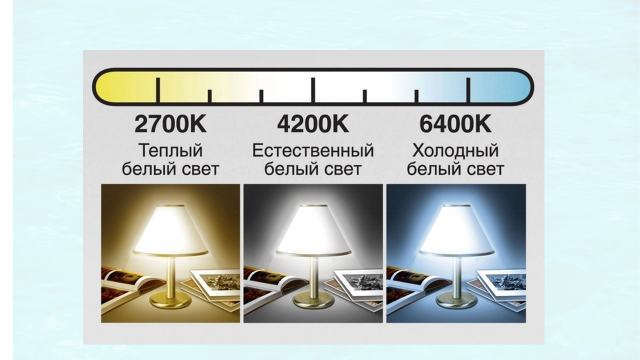 2700K 4200K 6400K
Теплый Естественный Холодный
белый свет белый свет белый свет